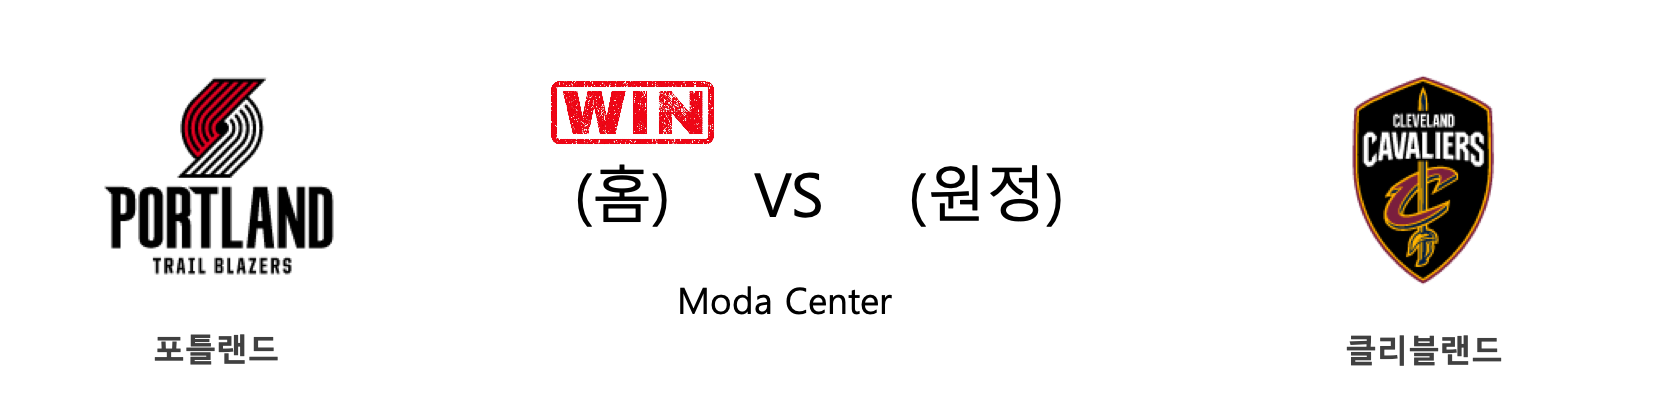 WIN
(홈) VS (원정)
Moda Center
PORTLAND
TRAIL BLAZERS
포틀랜드
CLEVELAND
CAVALIERS
C
클리블랜드